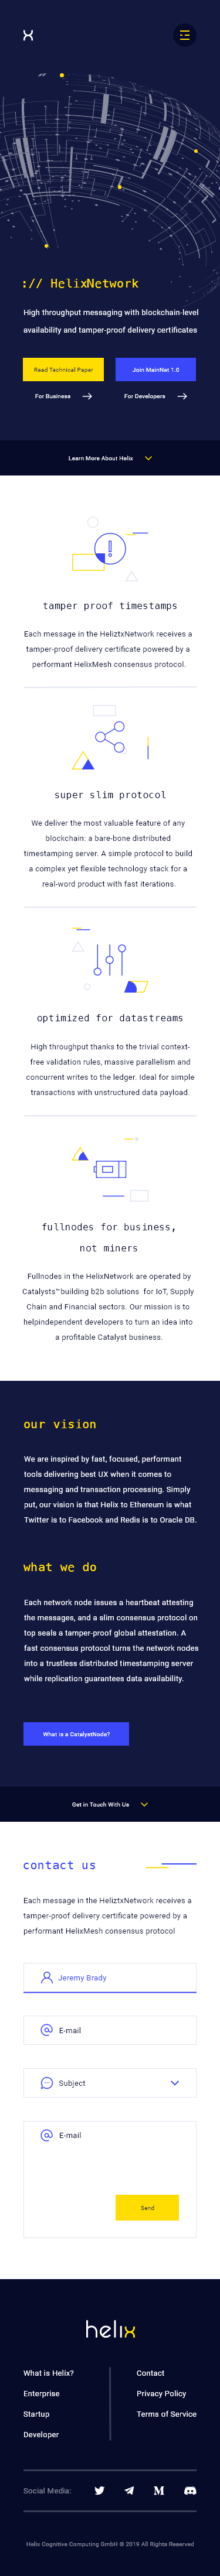 :// HelixNetwork
High throughput messaging with blockchain-level
availability and tamper-proof delivery certificates
Read Technical Paper
Join MainNet 1.0
For Business
For Developers
Learn More About Helix
tamper proof timestamps
Each message in the HeliztxNetwork receives a
tamper-proof delivery certificate powered by a
performant HelixMesh consensus protocol.
super slim protocol
We deliver the most valuable feature of any
blockchain: a bare-bone distributed
timestamping server. A simple protocol to build
a complex yet flexible technology stack for a
real-word product with fast iterations.
optimized for datastreams
High throughput thanks to the trivial context-
free validation rules, massive parallelism and
concurrent writes to the ledger. Ideal for simple
transactions with unstructured data payload.
fullnodes for business,
not miners
Fullnodes in the HelixNetwork are operated by
Catalysts™building b2b solutions for IoT, Supply
Chain and Financial sectors. Our mission is to
helpindependent developers to turn an idea into
a profitable Catalyst business.
our vision
We are inspired by fast, focused, performant
tools delivering best UX when it comes to
messaging and transaction processing. Simply
put, our vision is that Helix to Ethereum is what
Twitter is to Facebook and Redis is to Oracle DB.
what we do
Each network node issues a heartbeat attesting
the messages, and a slim consensus protocol on
top seals a tamper-proof global attestation. A
fast consensus protocol turns the network nodes
into a trustless distributed timestamping server
while replication guarantees data availability.
What is a CatalystNode?
Get in Touch With Us
contact us
Each message in the HeliztxNetwork receives a
tamper-proof delivery certificate powered by a
performant HelixMesh consensus protocol
Jeremy Brady
E-mail
Subject
E-mail
Send
helix
What is Helix?
Contact
Enterprise
Privacy Policy
Startup
Terms of Service
Developer
Social Media:
Helix Cognitive Computing GmbH © 2019 All Rights Reserved